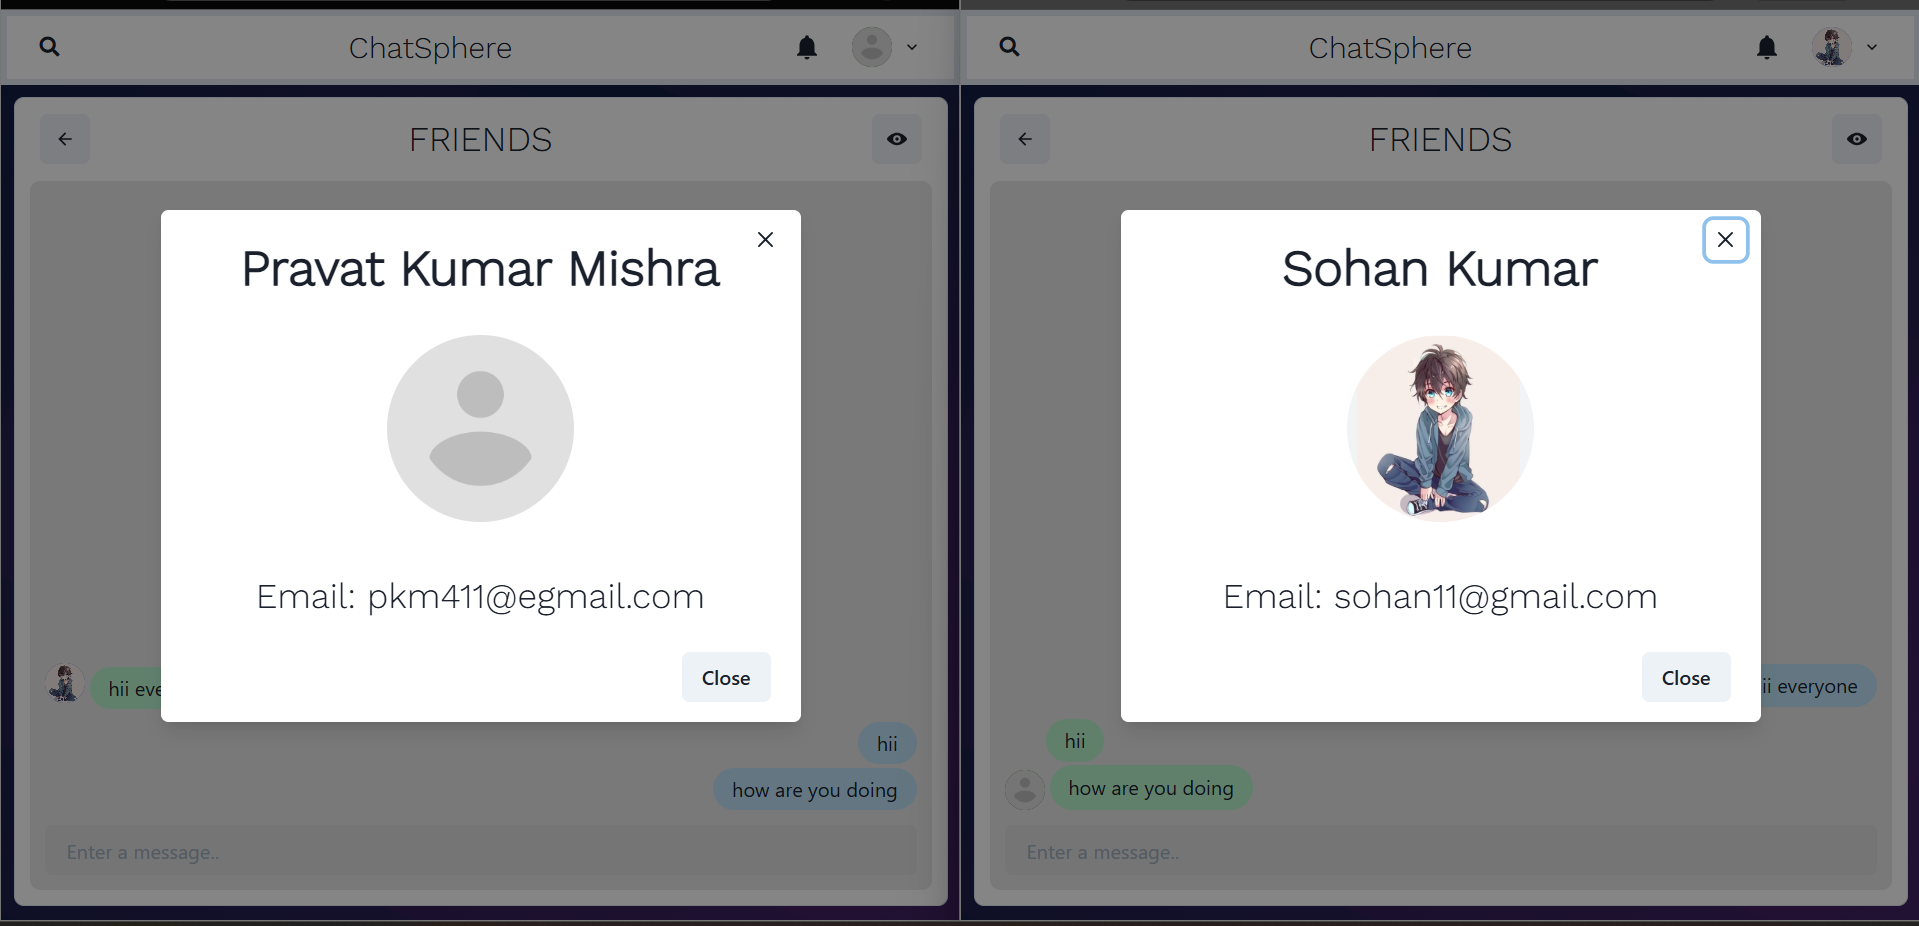 ChatSphere
FRIENDS
Pravat Kumar Mishra
Email: pkm411@egmail.com
Close
hii eve
hii
how are you doing
Enter a message..
ChatSphere
FRIENDS
Sohan Kumar
Email: sohan11@gmail.com
Close
ii everyone
hii
how are you doing
Enter a message..